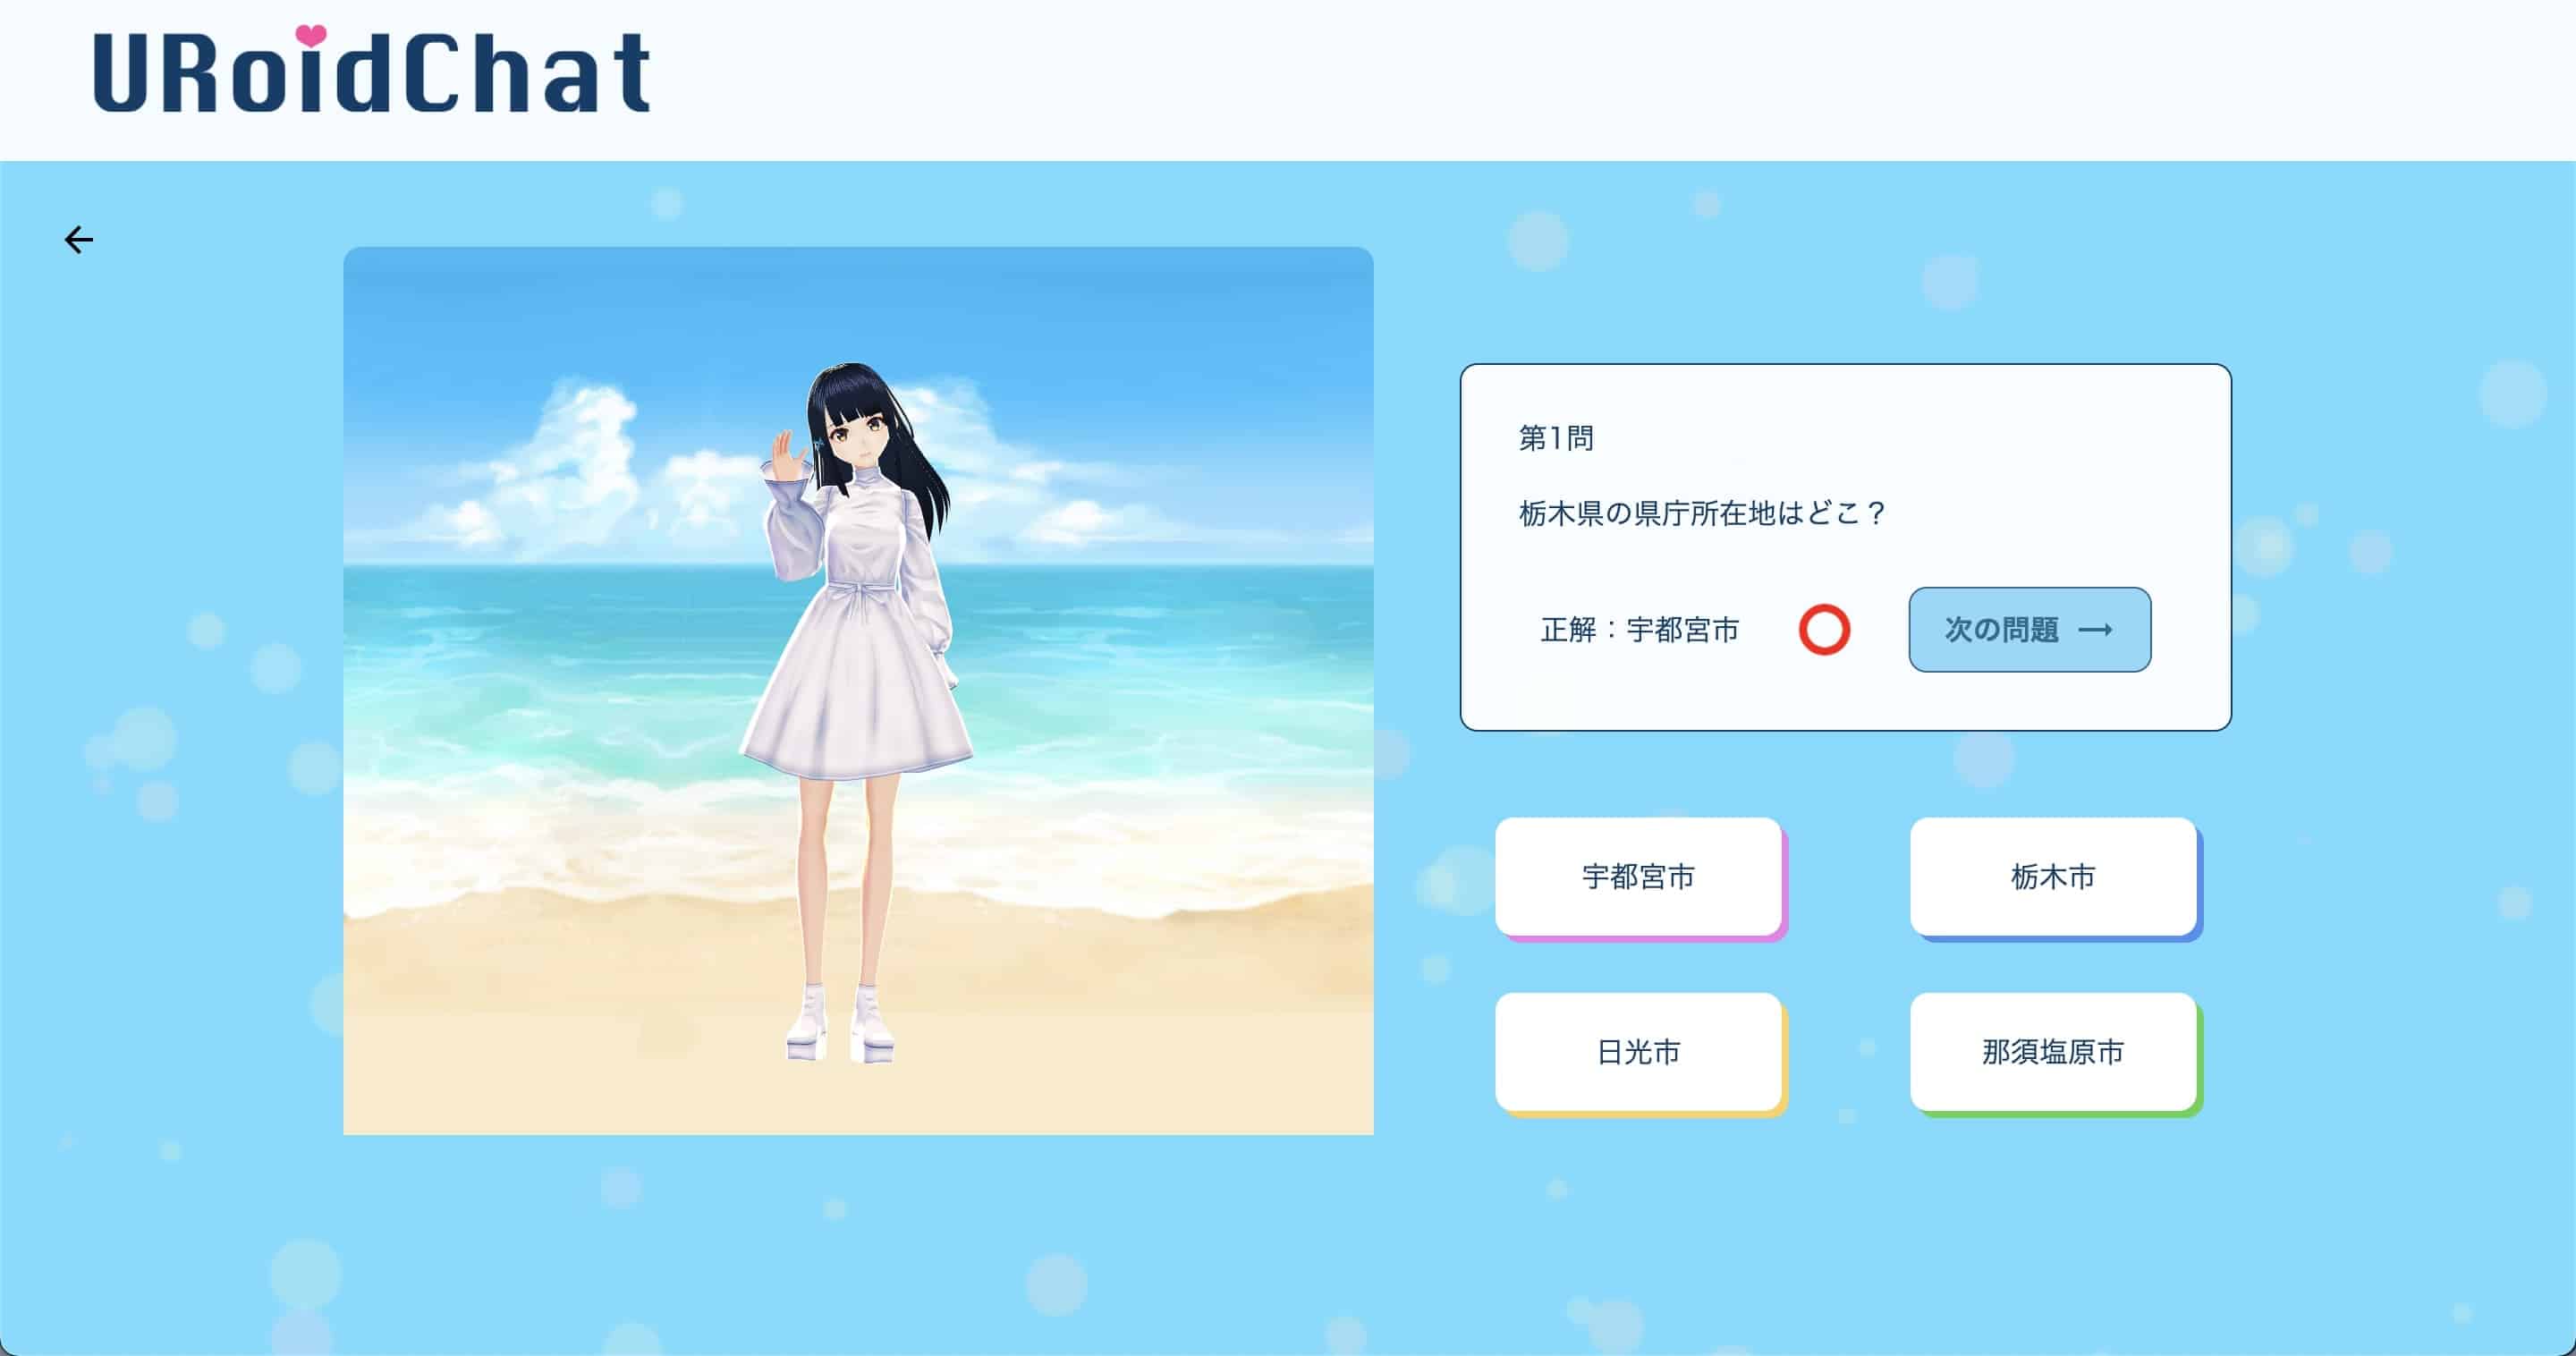 URoidChat
第1問
栃木県の県庁所在地はどこ？
正解：宇都宮市
次の問題 →
宇都宮市
栃木市
日光市
那須塩原市